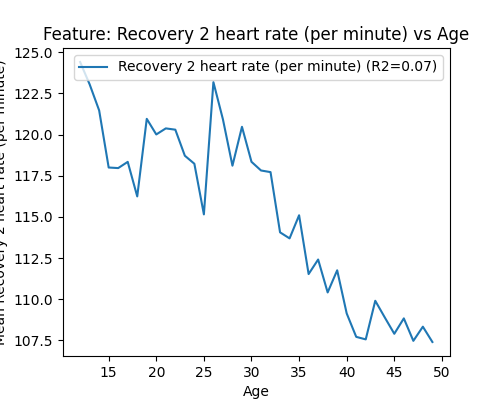 Feature: Recovery 2 heart rate (per minute) vs Age
Recovery 2 heart rate (per minute) (R2=0.07)
125.0
122.5
120.0
117.5
115.0
112.5
110.0
107.5
Mean Recovery 2 heart rate (per minute)
15 20 25 30 35 40 45 50
Age